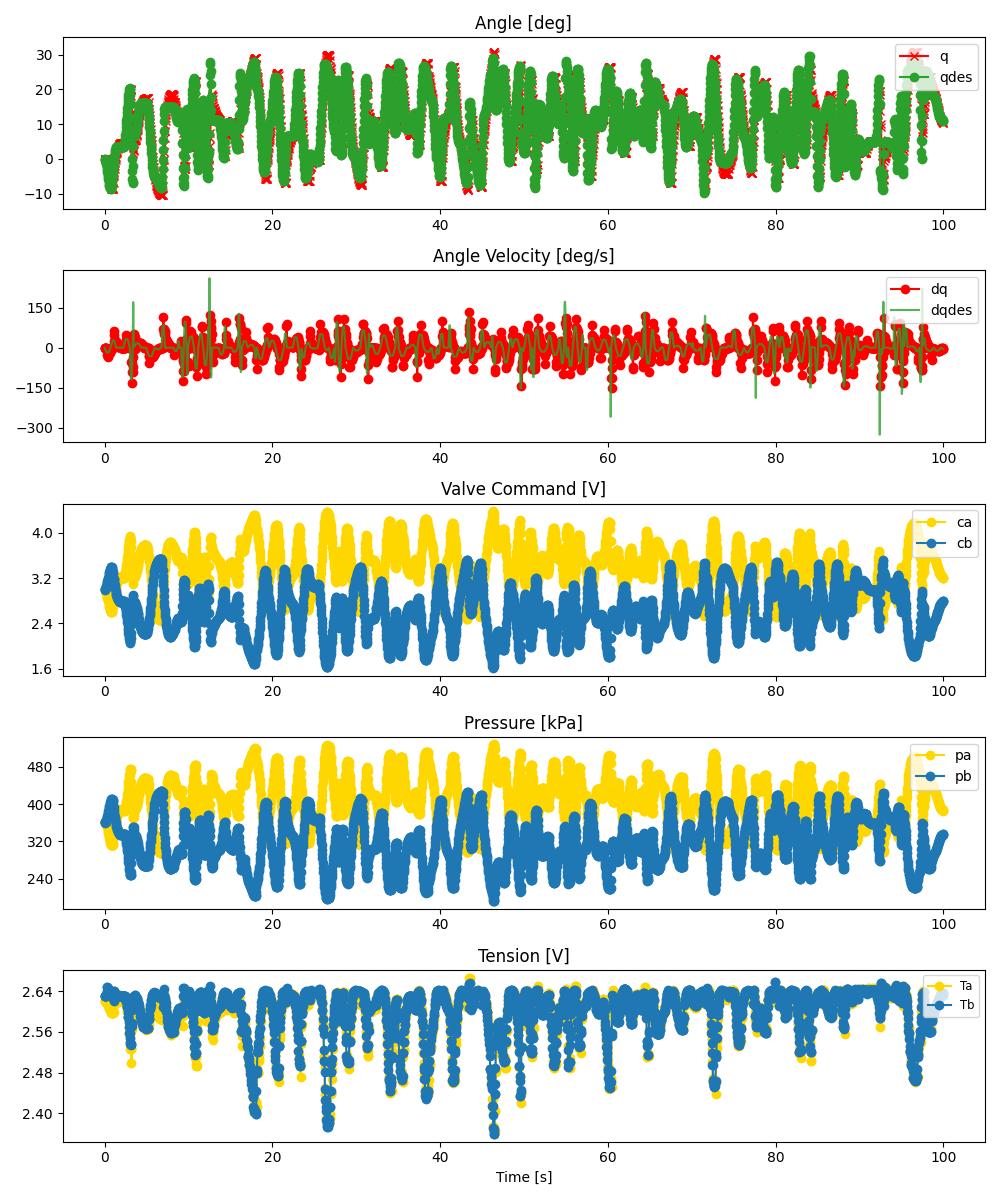 Angle [deg]
30
20
10
0
−10
q
qdes
0 20 40 60 80 100
Angle Velocity [deg/s]
150
0
−150
−300
dq
dqdes
0 20 40 60 80 100
Valve Command [V]
4.0
3.2
2.4
1.6
ca
cb
0 20 40 60 80 100
Pressure [kPa]
480
400
320
240
pa
pb
0 20 40 60 80 100
Tension [V]
2.64
2.56
2.48
2.40
Ta
Tb
0 20 40 60 80 100
Time [s]